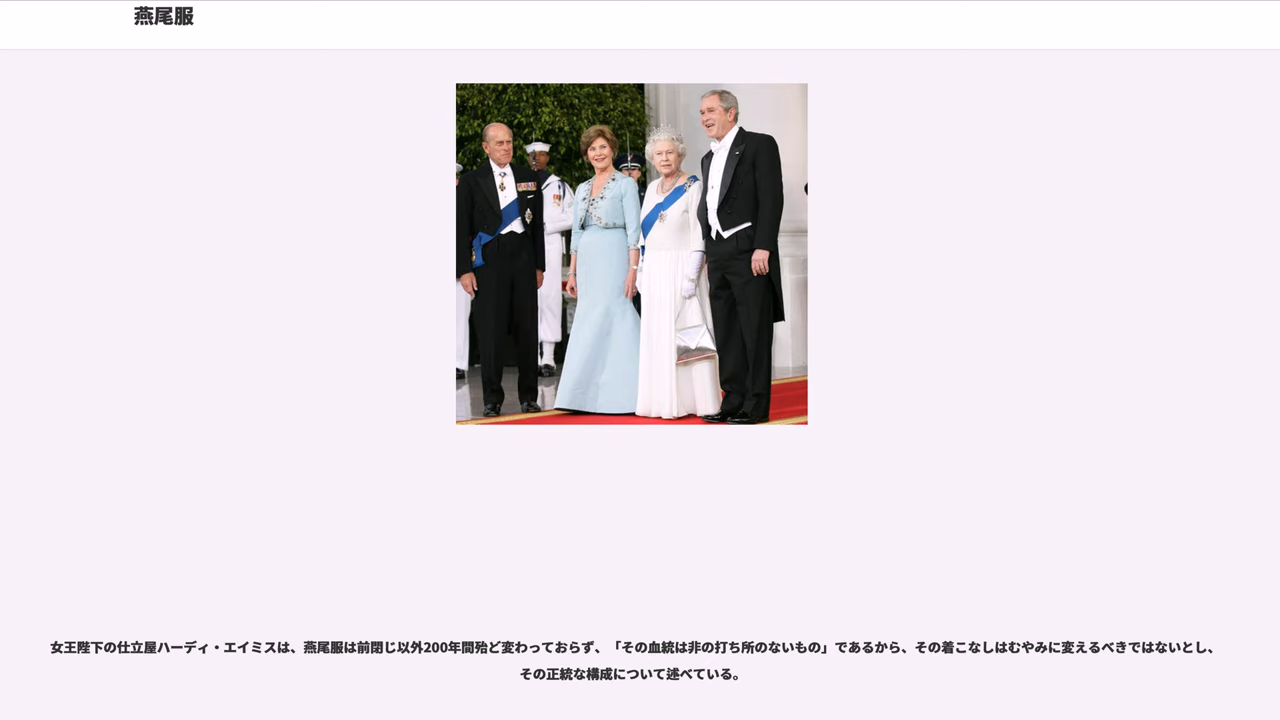 燕尾服
女王陛下の仕立屋ハーディ・エイミスは、燕尾服は前閉じ以外200年間殆ど変わっておらず、「その血統は非の打ち所のないもの」であるから、その着こなしはむやみに変えるべきではないとし、
その正統な構成について述べている。